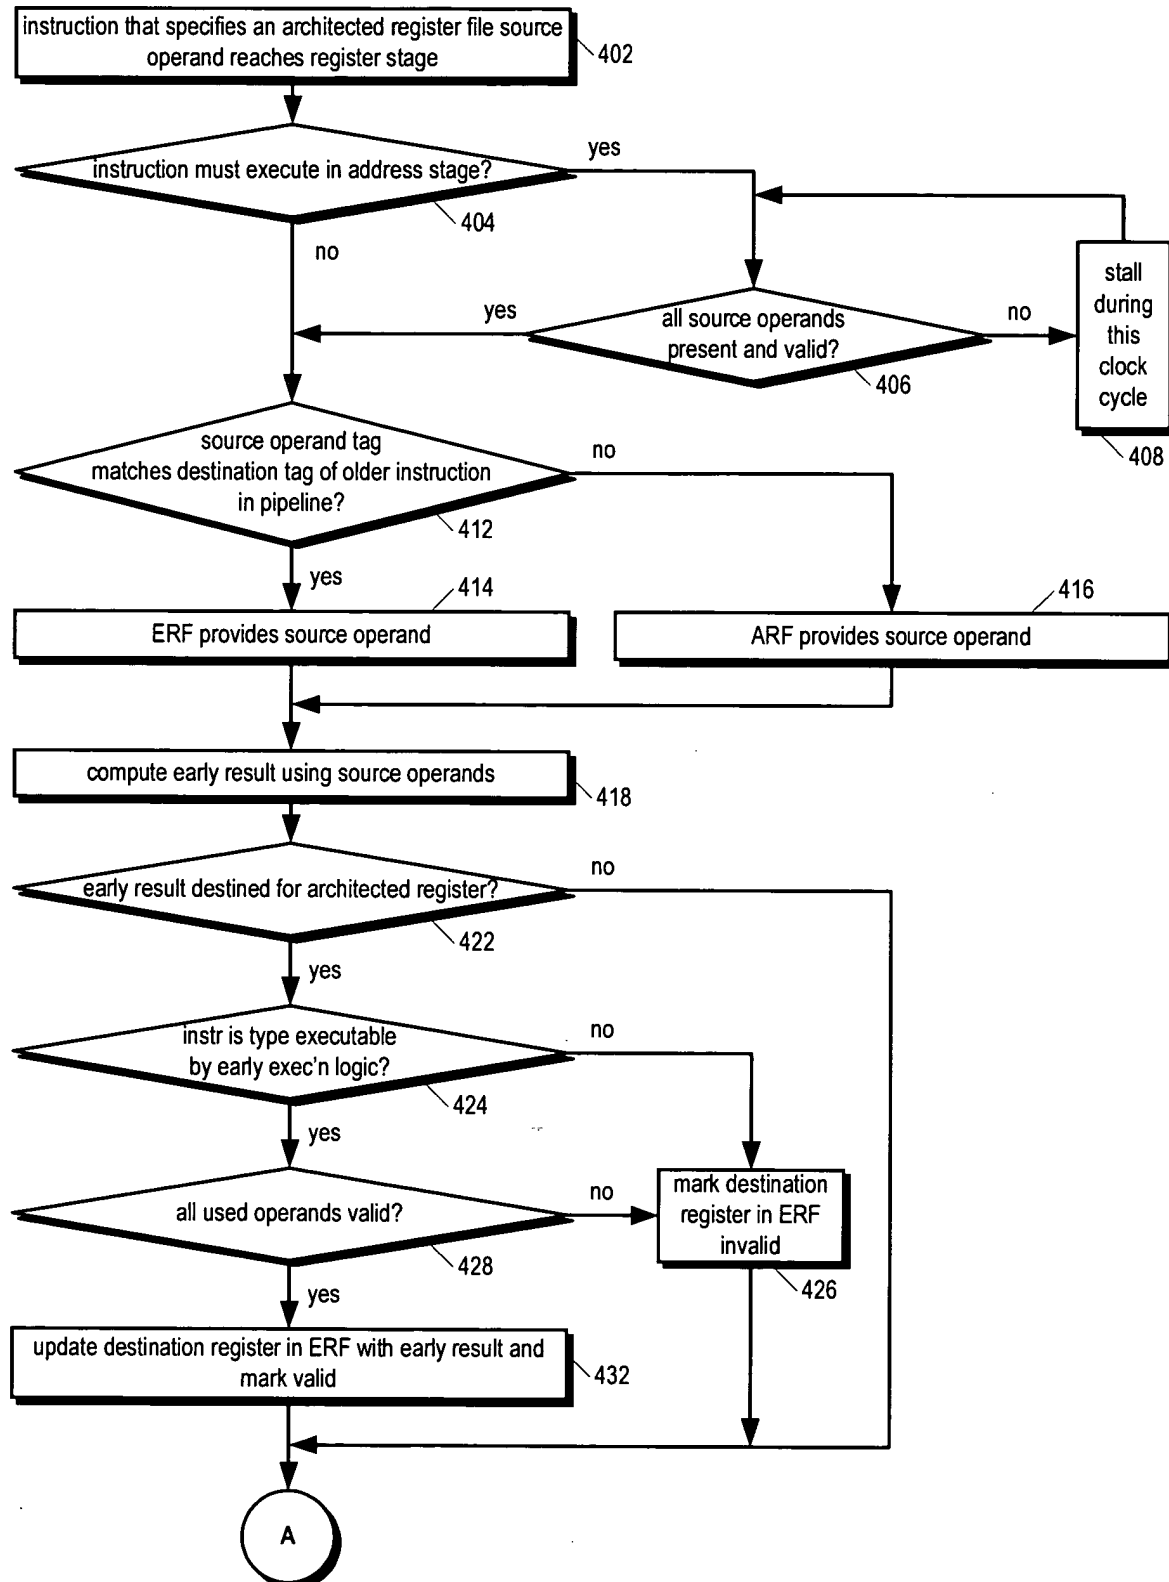 instruction that specifies an architected register file source
operand reaches register stage
402
instruction must execute in address stage?
yes
404
no
stall
during
this
clock
cycle
408
yes
all source operands
present and valid?
no
406
source operand tag
matches destination tag of older instruction
in pipeline?
no
412
yes
414
416
ERF provides source operand
ARF provides source operand
compute early result using source operands
418
early result destined for architected register?
no
422
yes
instr is type executable
by early exec'n logic?
no
424
yes
all used operands valid?
no
428
mark destination
register in ERF
invalid
426
yes
update destination register in ERF with early result and
mark valid
432
A